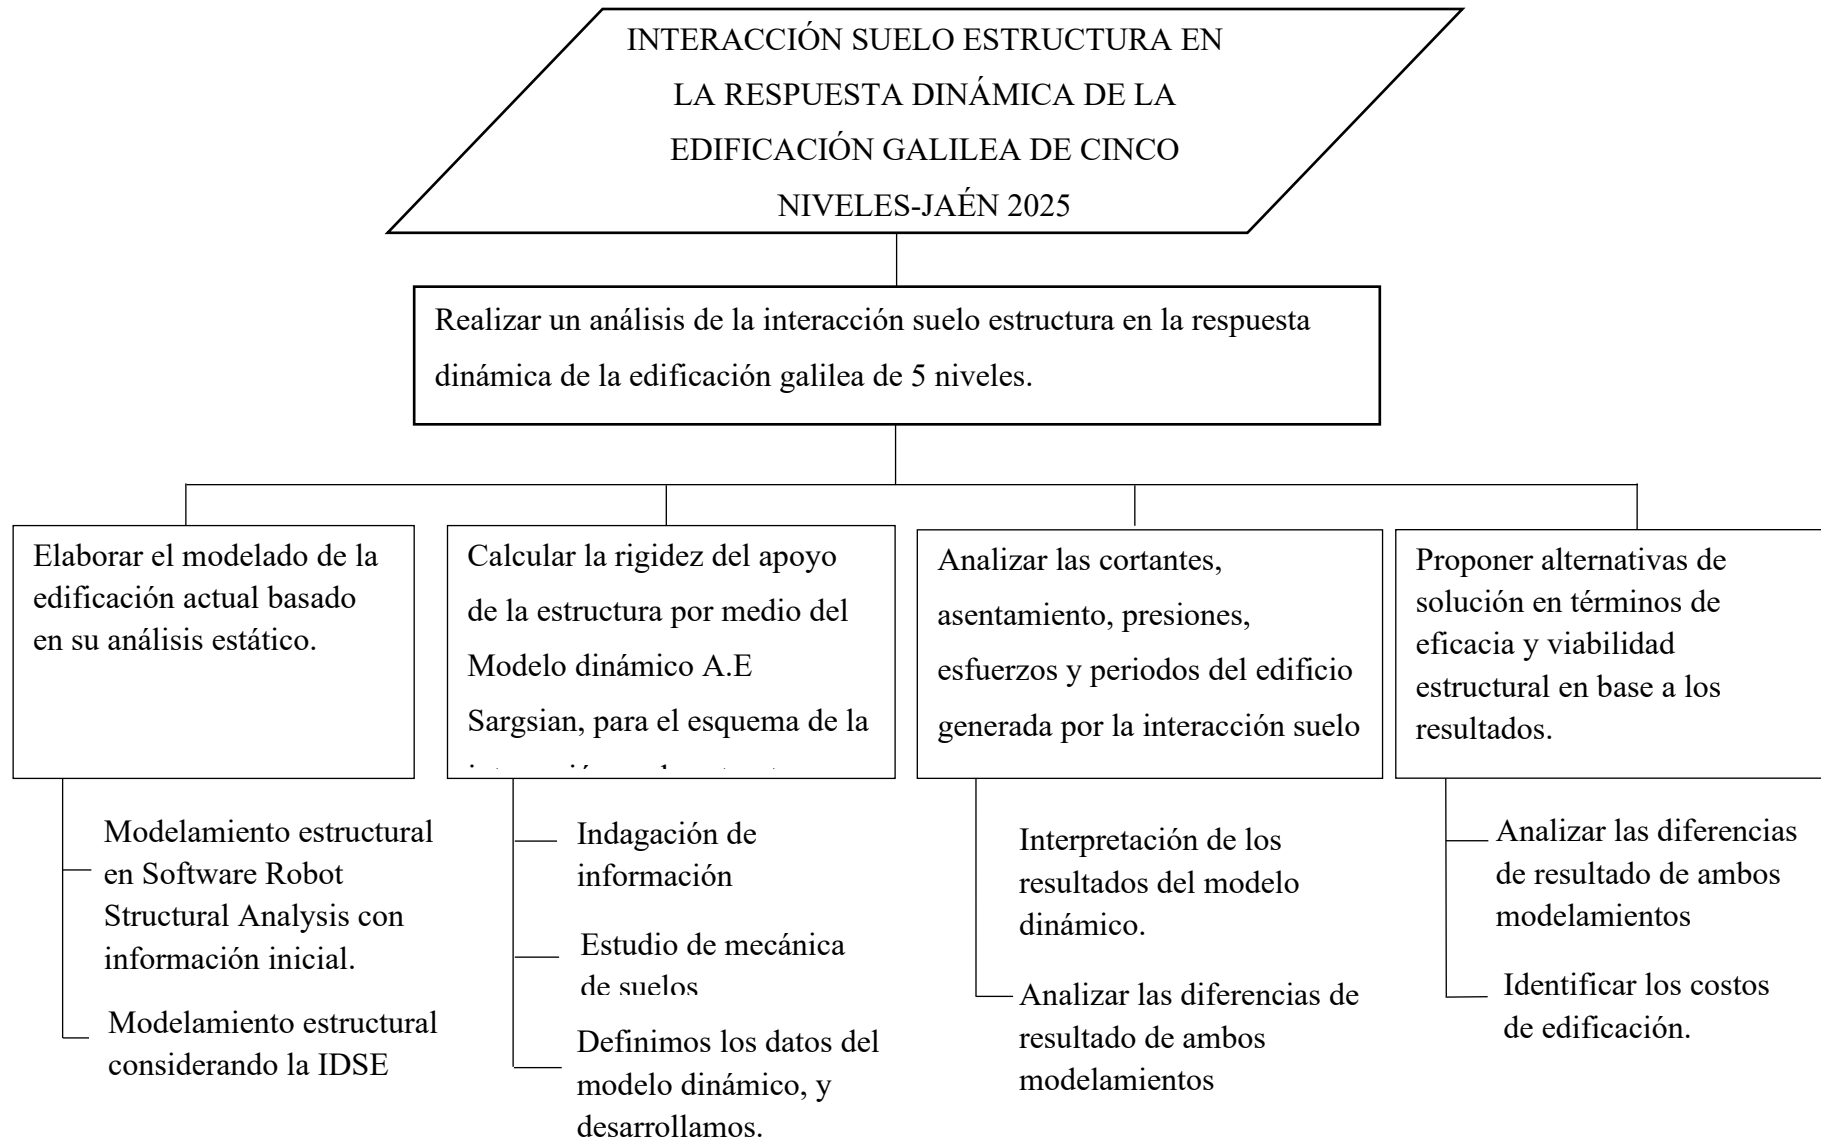 INTERACCIÓN SUELO ESTRUCTURA EN
LA RESPUESTA DINÁMICA DE LA
EDIFICACIÓN GALILEA DE CINCO
NIVELES-JAÉN 2025
Realizar un análisis de la interacción suelo estructura en la respuesta
dinámica de la edificación galilea de 5 niveles.
Elaborar el modelado de la
edificación actual basado
en su análisis estático.
Modelamiento estructural
en Software Robot
Structural Analysis con
información inicial.
Modelamiento estructural
considerando la IDSE
Calcular la rigidez del apoyo
de la estructura por medio del
Modelo dinámico A.E
Sargsian, para el esquema de la
Indagación de
información
Estudio de mecánica
de suelos
Definimos los datos del
modelo dinámico, y
desarrollamos.
Analizar las cortantes,
asentamiento, presiones,
esfuerzos y periodos del edificio
generada por la interacción suelo
Interpretación de los
resultados del modelo
dinámico.
Analizar las diferencias de
resultado de ambos
modelamientos
Proponer alternativas de
solución en términos de
eficacia y viabilidad
estructural en base a los
resultados.
Analizar las diferencias
de resultado de ambos
modelamientos
Identificar los costos
de edificación.